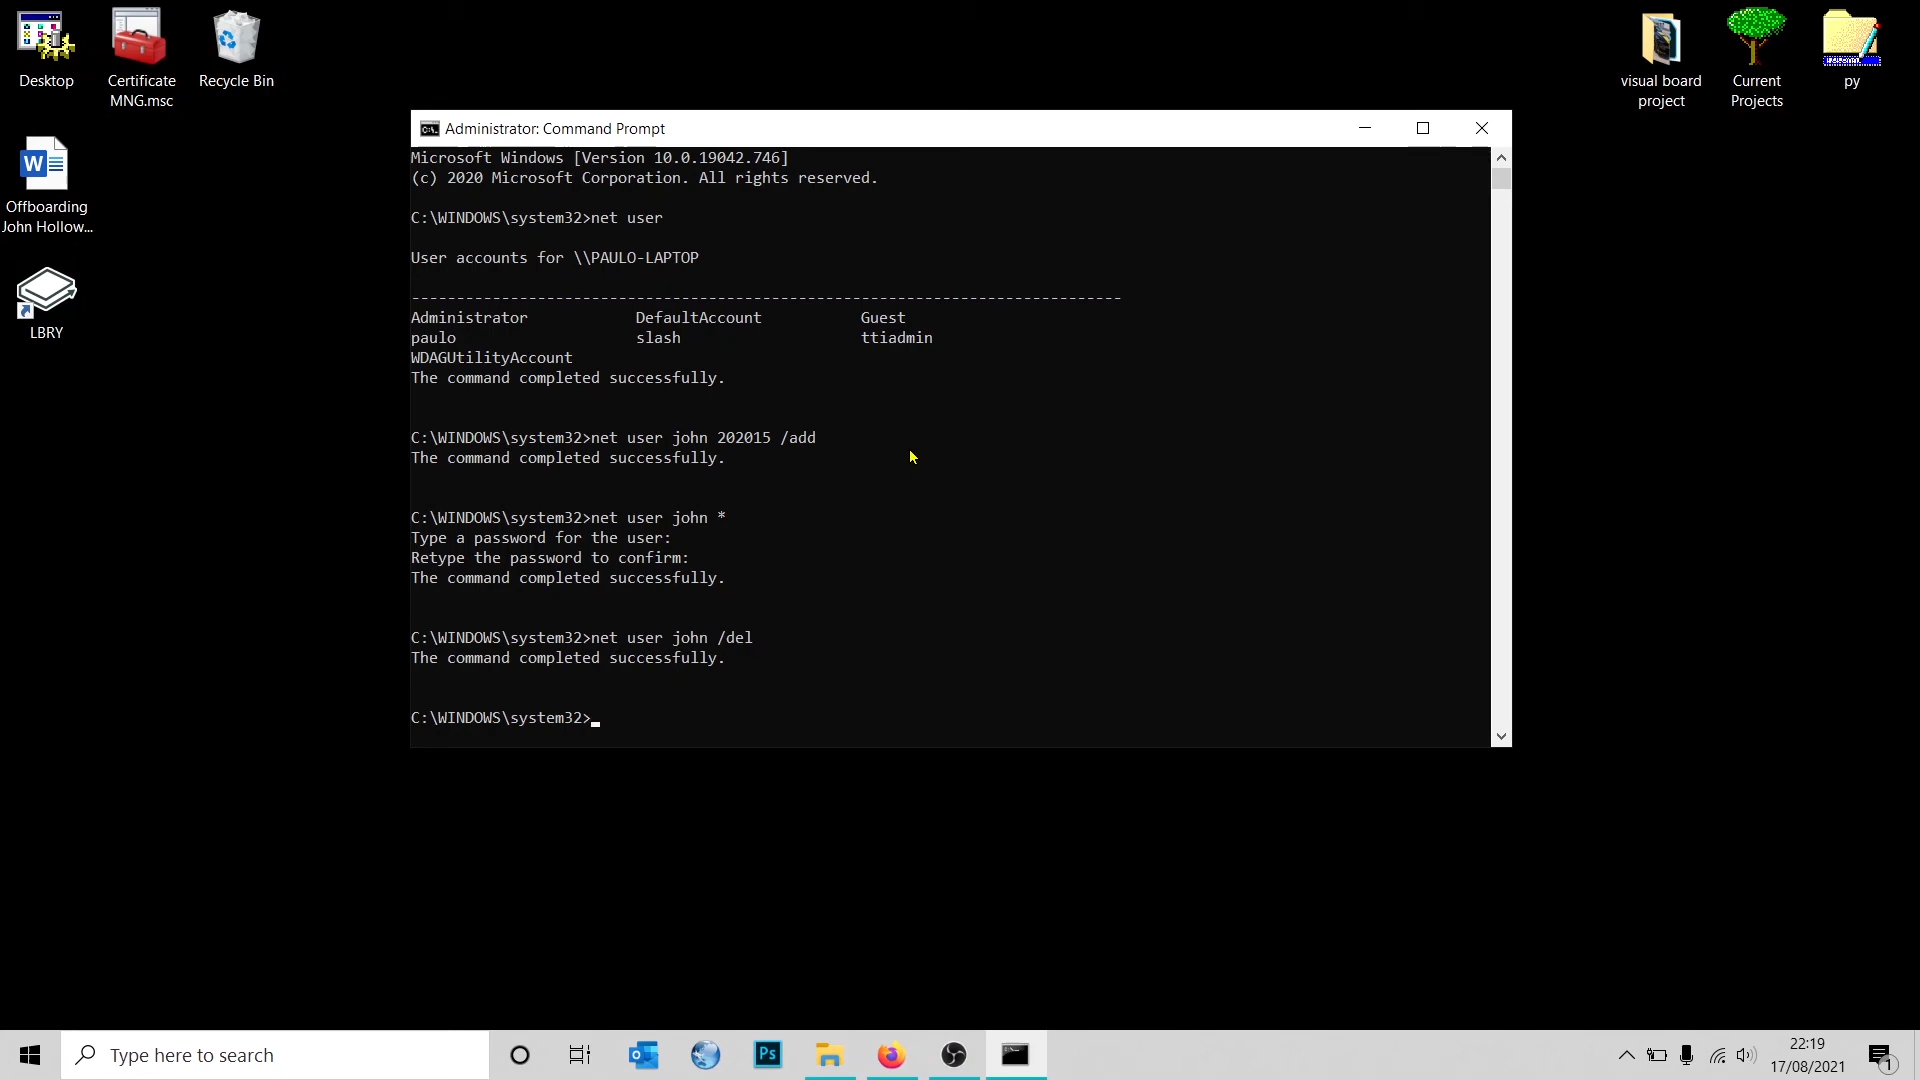 Desktop
Certificate
MNG.msc
Recycle Bin
visual board
project
Current
Projects
py
Offboarding
John Hollow...
LBRY
Administrator: Command Prompt
Microsoft Windows [Version 10.0.19042.746]
(c) 2020 Microsoft Corporation. All rights reserved.
C:\WINDOWS\system32>net user
User accounts for \\PAULO-LAPTOP
-------------------------------------------------------------------------------
Administrator DefaultAccount Guest
paulo slash ttiadmin
WDAGUtilityAccount
The command completed successfully.
C:\WINDOWS\system32>net user john 202015 /add
The command completed successfully.
C:\WINDOWS\system32>net user john *
Type a password for the user:
Retype the password to confirm:
The command completed successfully.
C:\WINDOWS\system32>net user john /del
The command completed successfully.
C:\WINDOWS\system32>
Type here to search
Ps
22:19
17/08/2021
1